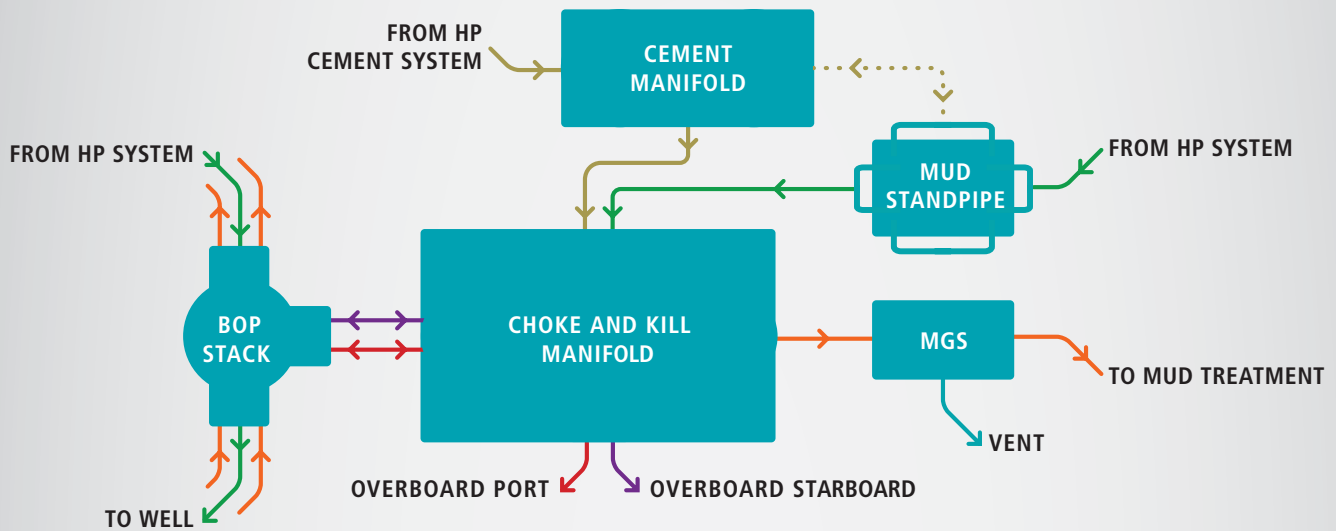 FROM HP
CEMENT SYSTEM
CEMENT
MANIFOLD
FROM HP SYSTEM
MUD
STANDPIPE
FROM HP SYSTEM
BOP
STACK
CHOKE AND KILL
MANIFOLD
MGS
TO MUD TREATMENT
VENT
OVERBOARD PORT
OVERBOARD STARBOARD
TO WELL